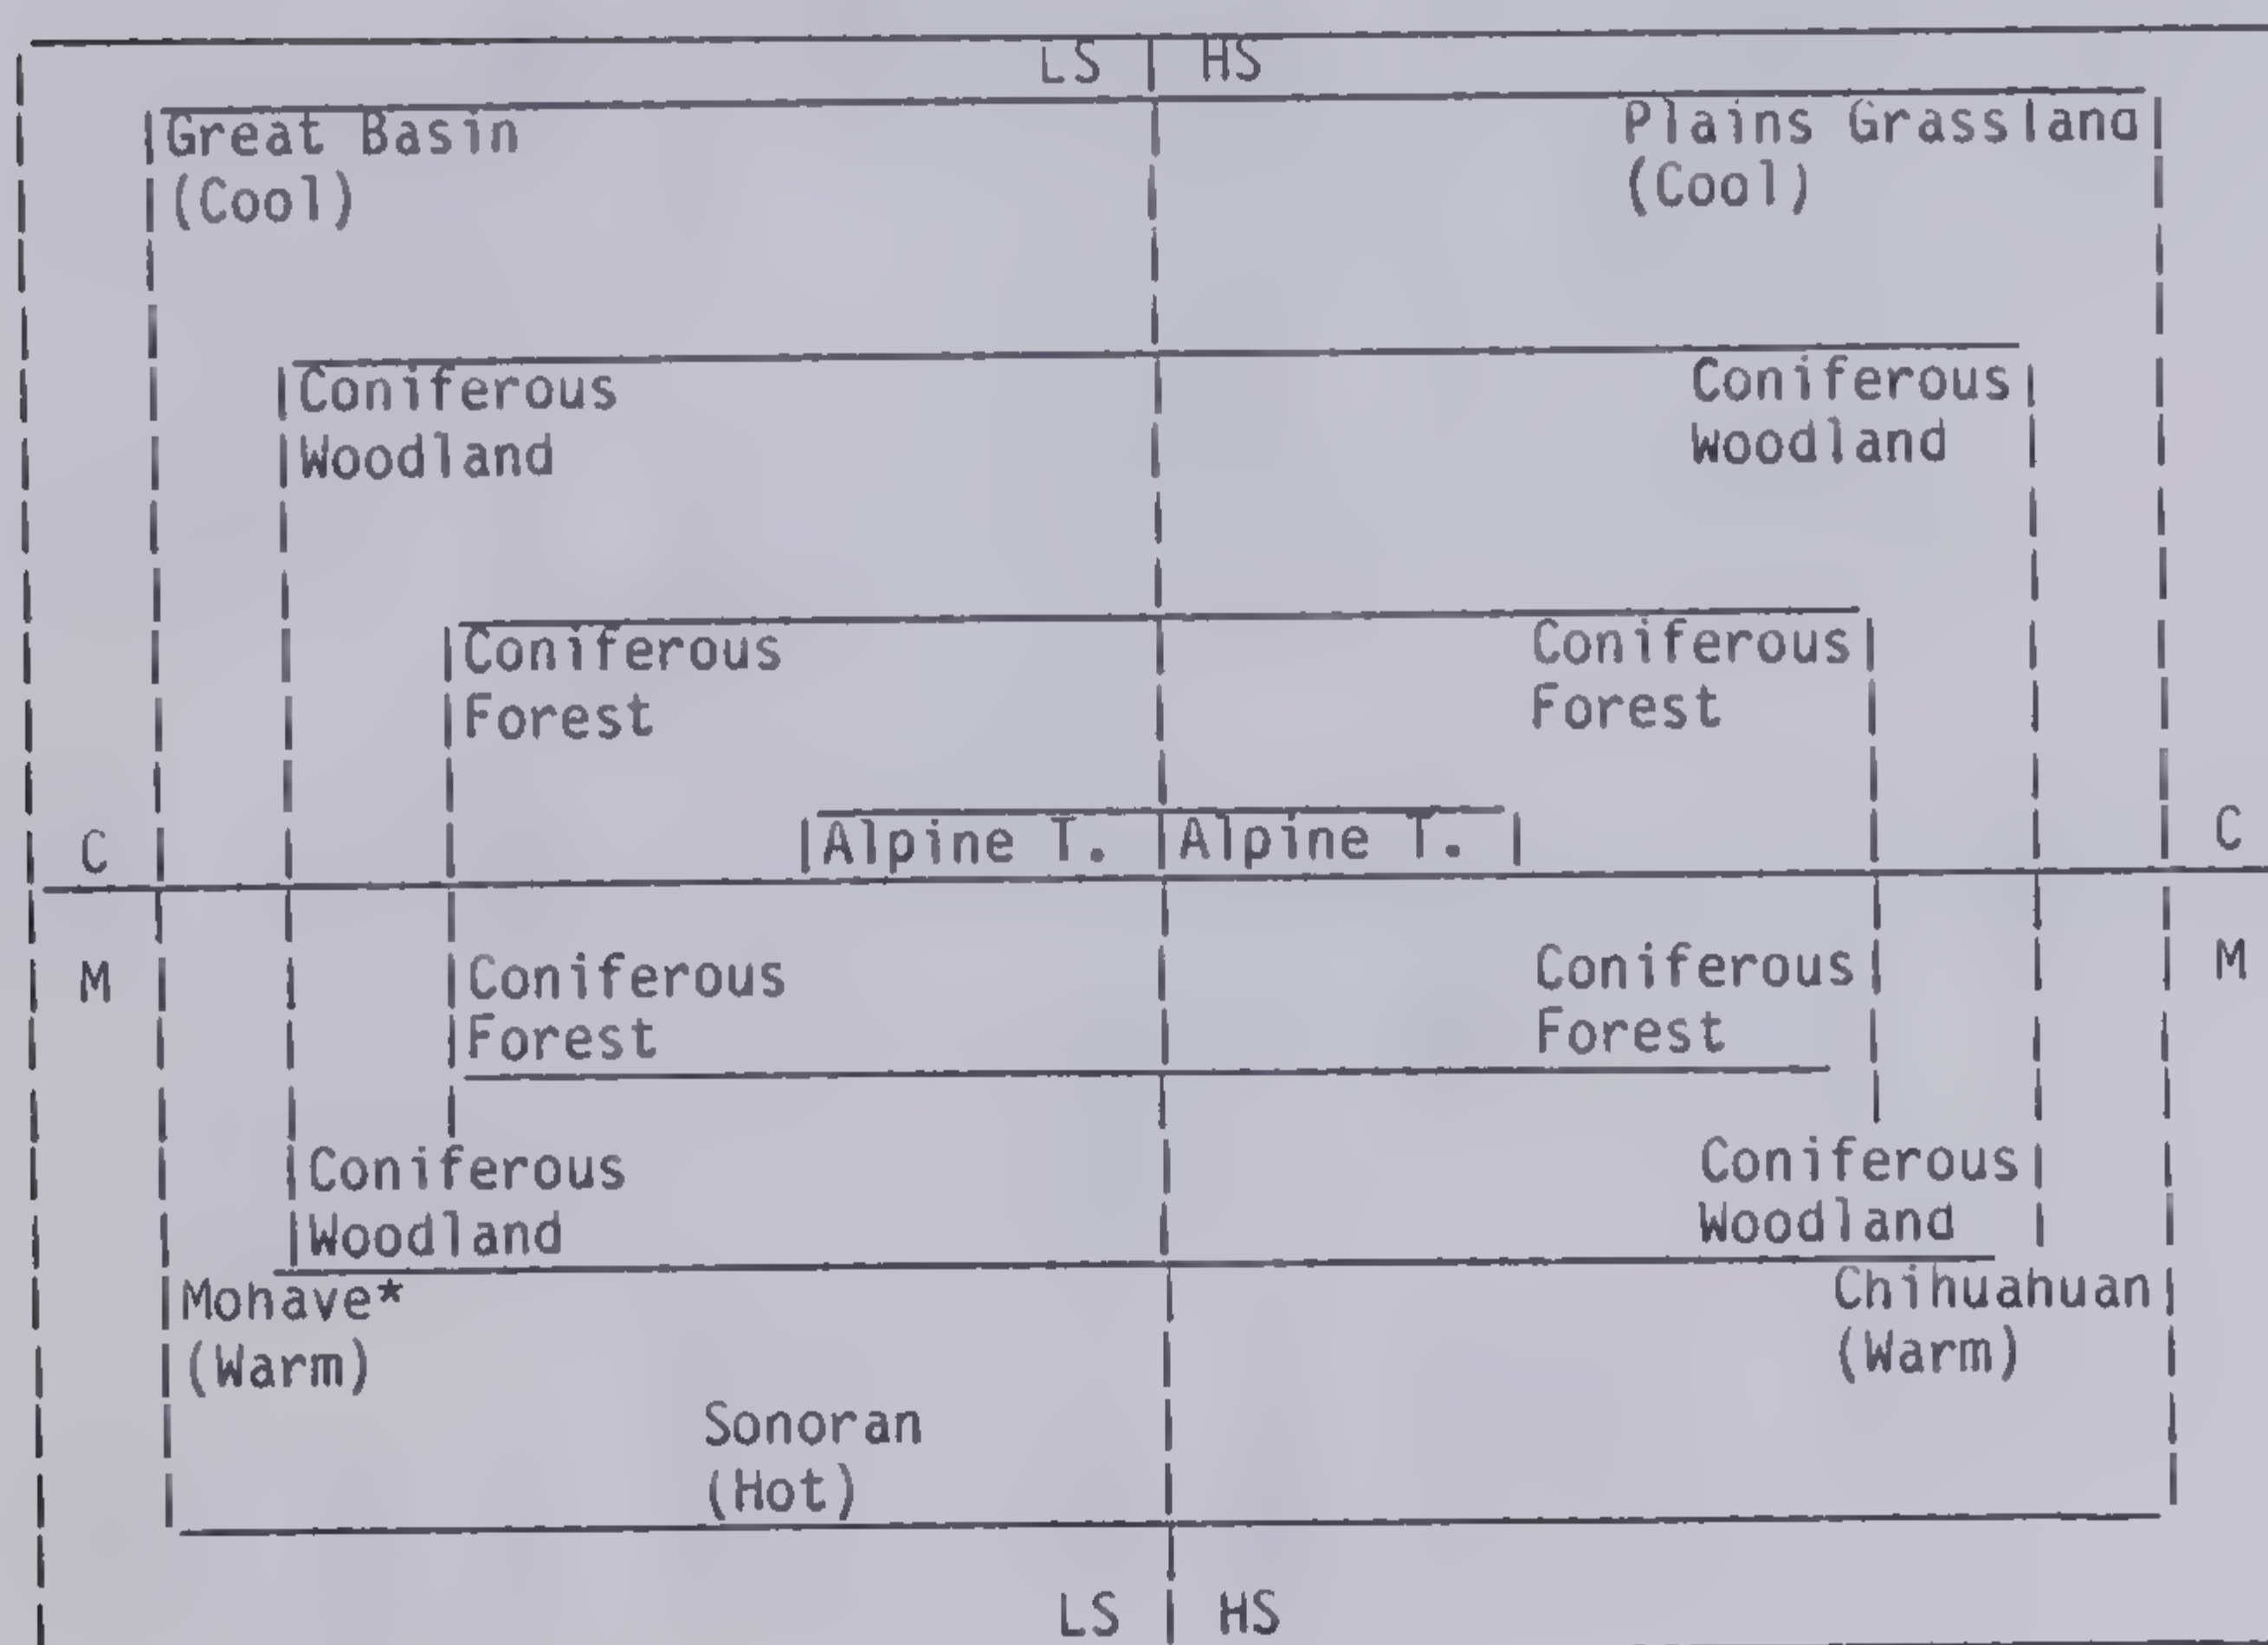 LS | HS
Great Basin Plains Grassland
(Cool) (Cool)
Coniferous Coniferous
Woodland Woodland
Coniferous Coniferous
Forest Forest
C Alpine T. Alpine T. C
M Coniferous Coniferous M
Forest Forest
Coniferous Coniferous
Woodland Woodland
Mohave* Chihuahuan
(Warm) (Warm)
Sonoran
(Hot)
LS | HS